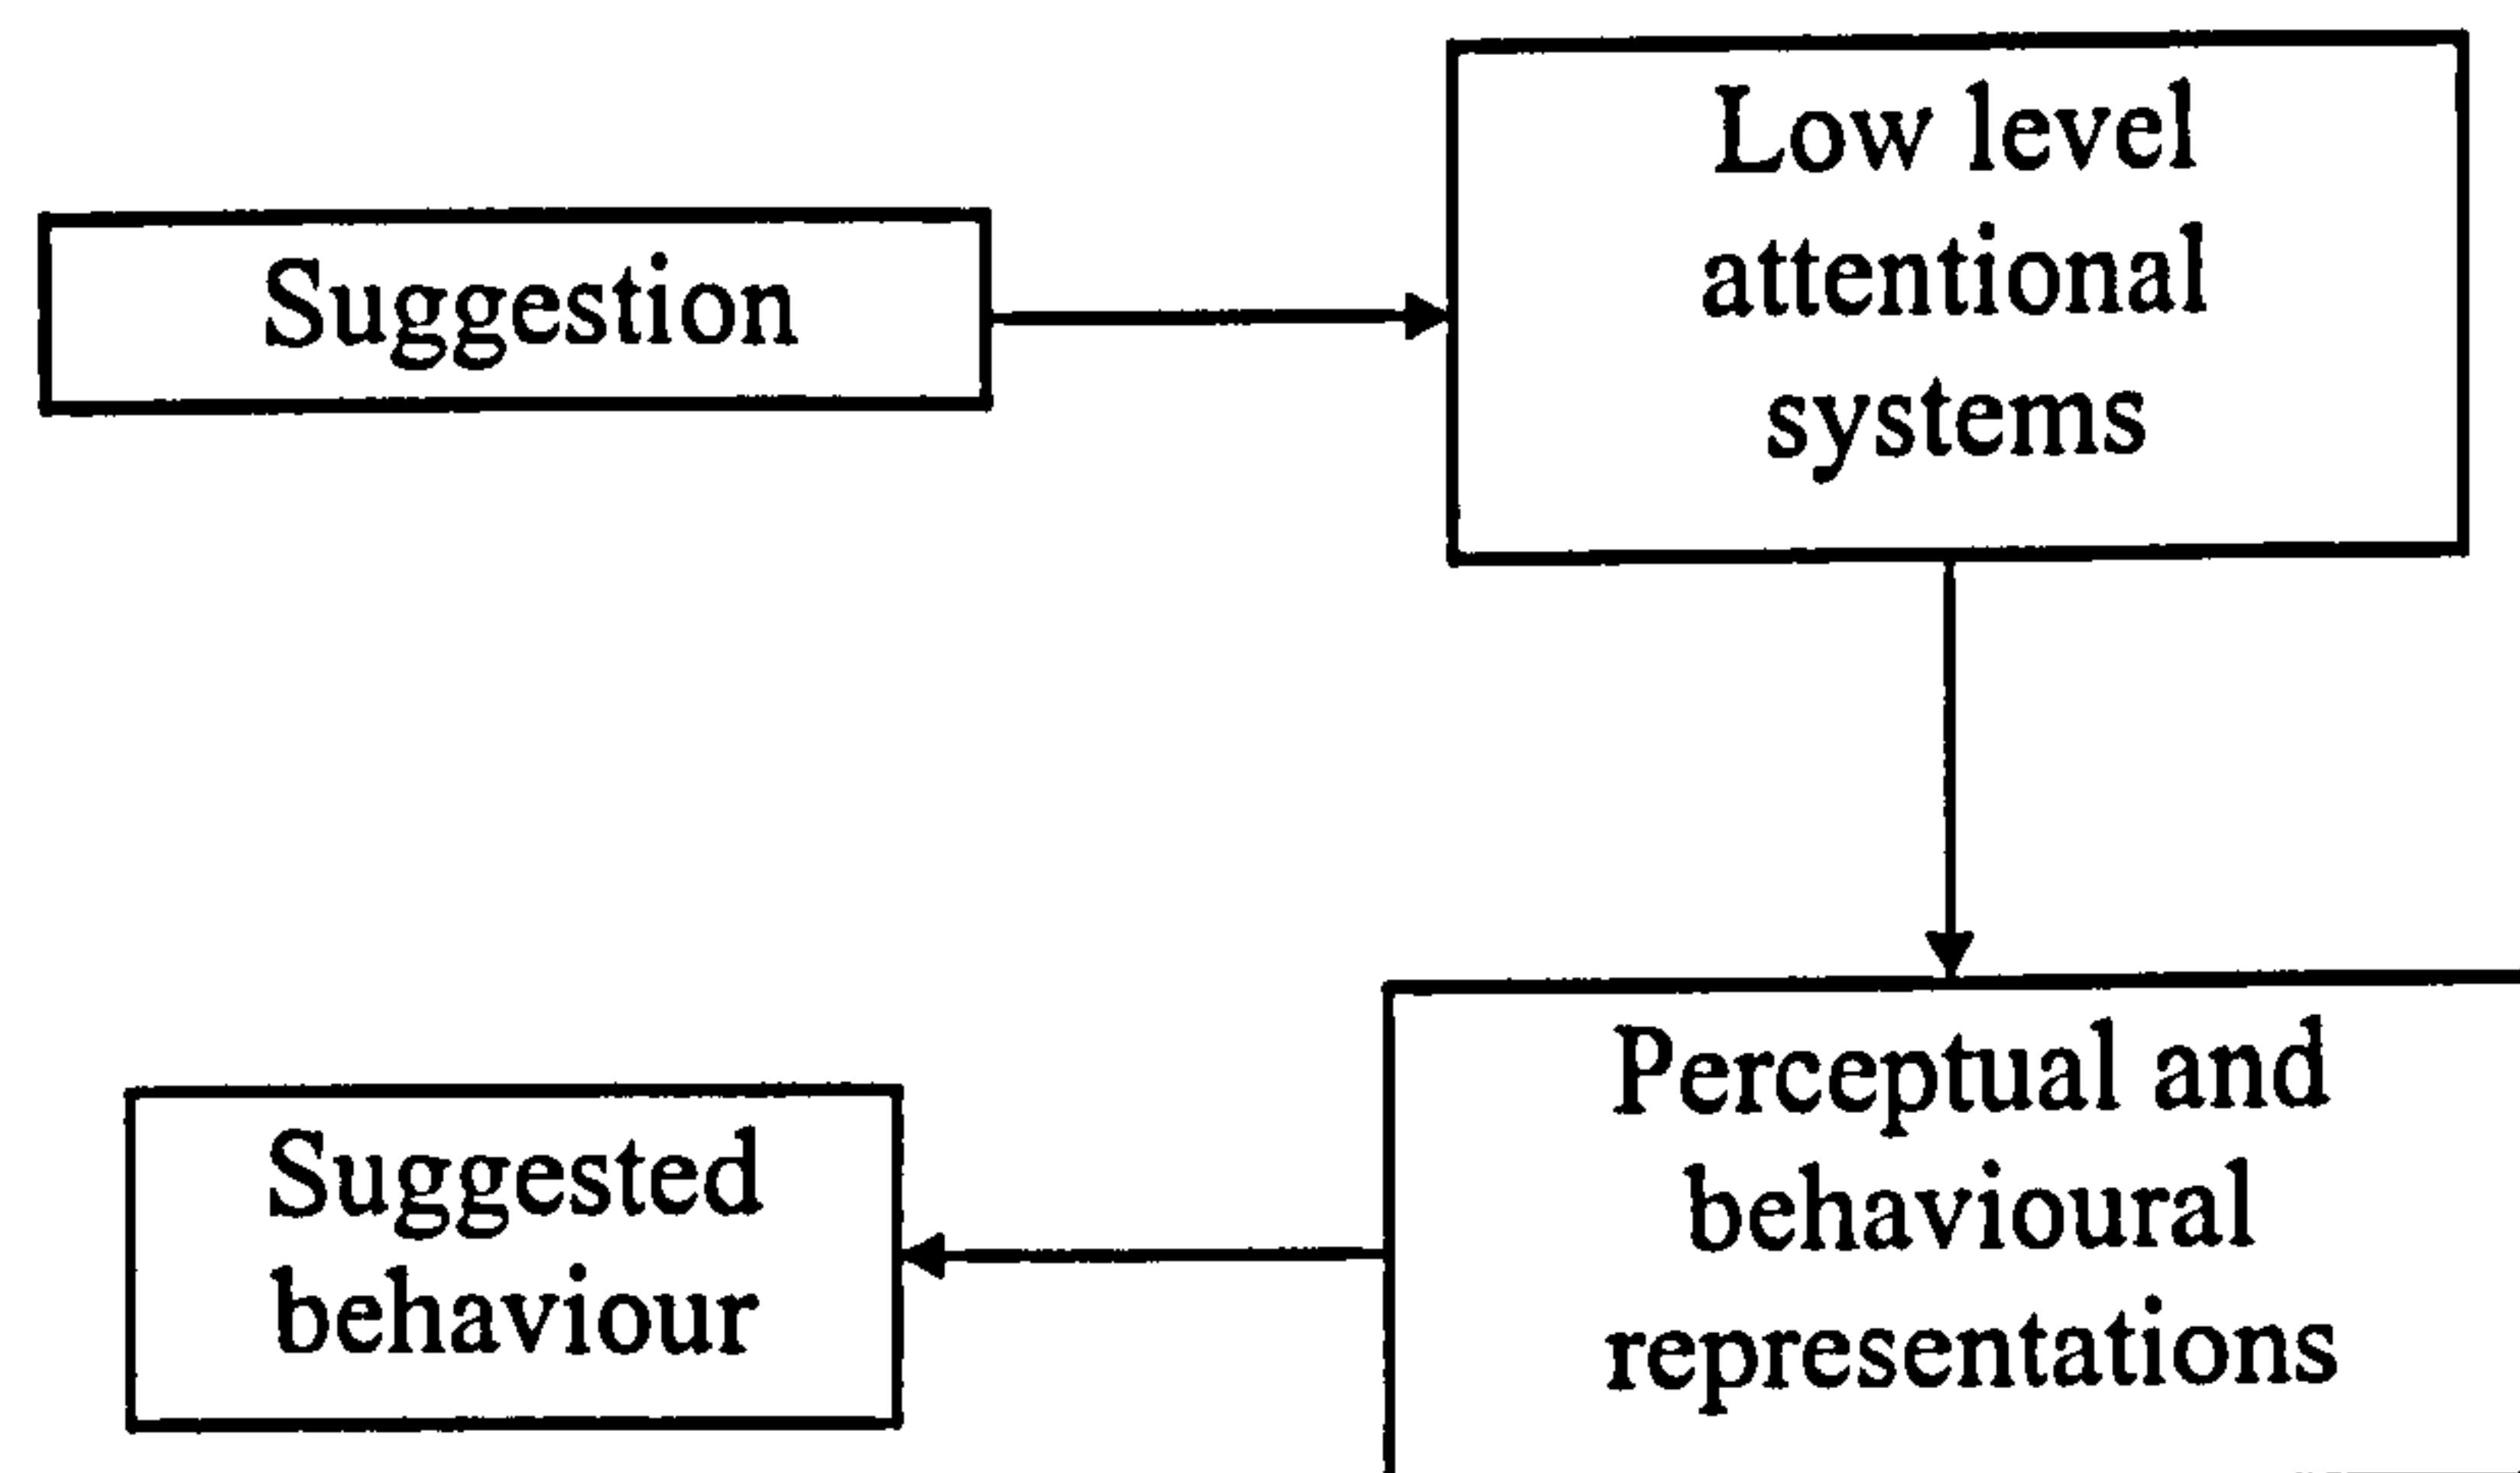 Suggestion
Low level
attentional
systems
Perceptual and
behavioural
representations
Suggested
behaviour